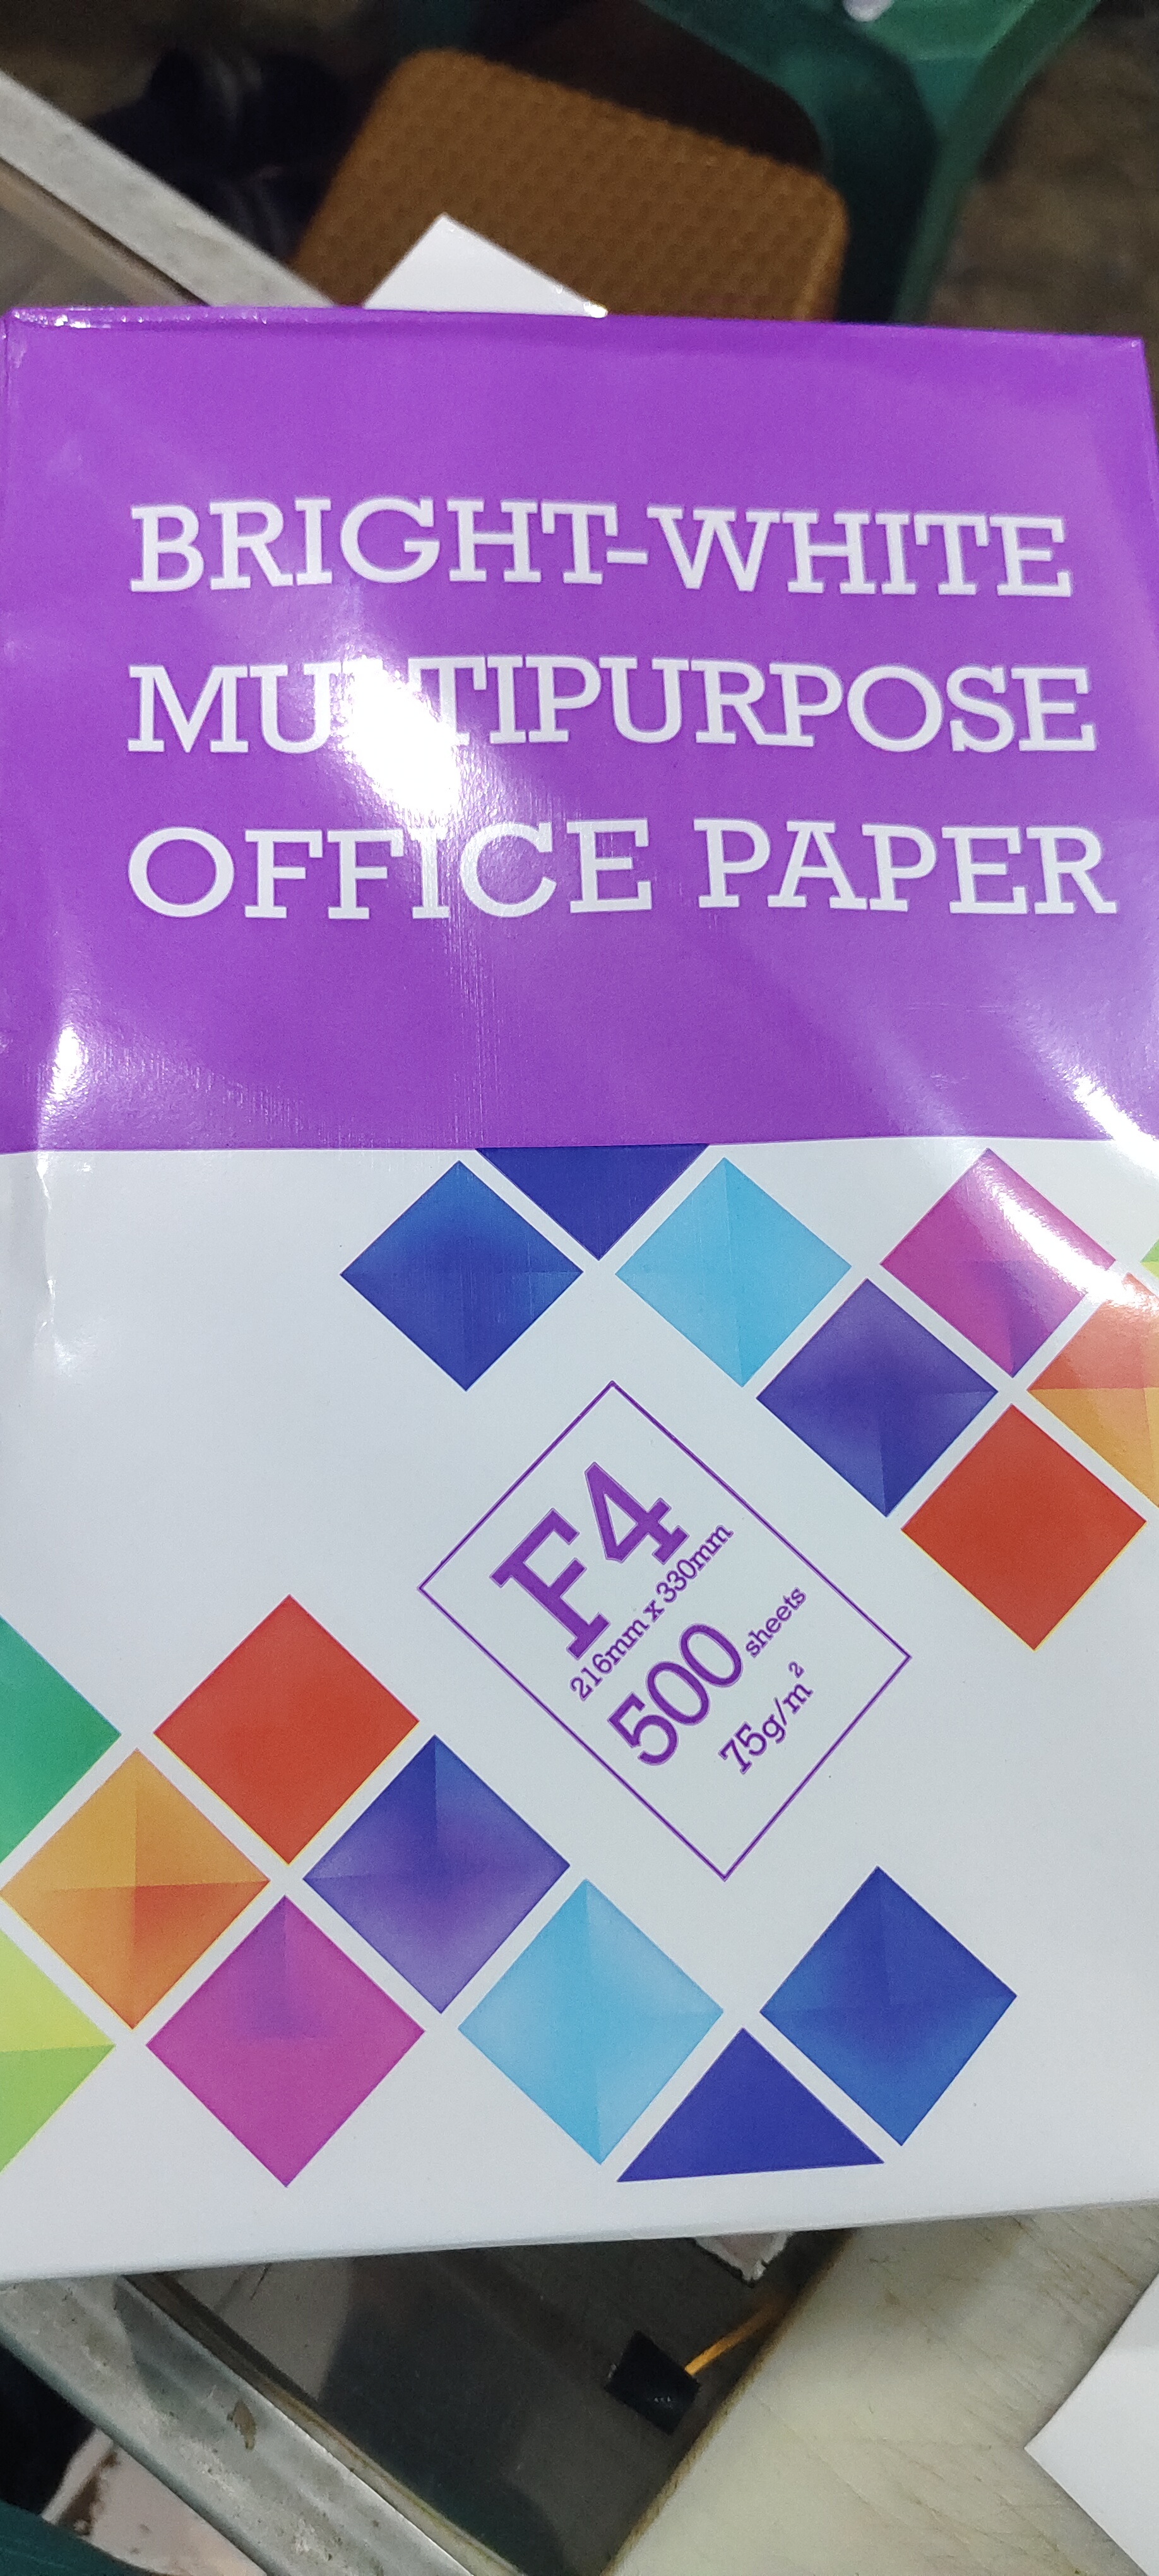 BRIGHT-WHITE
MULTIPURPOSE
OFFICE PAPER
F4
216mm x 330mm
500 sheets
75g/m²